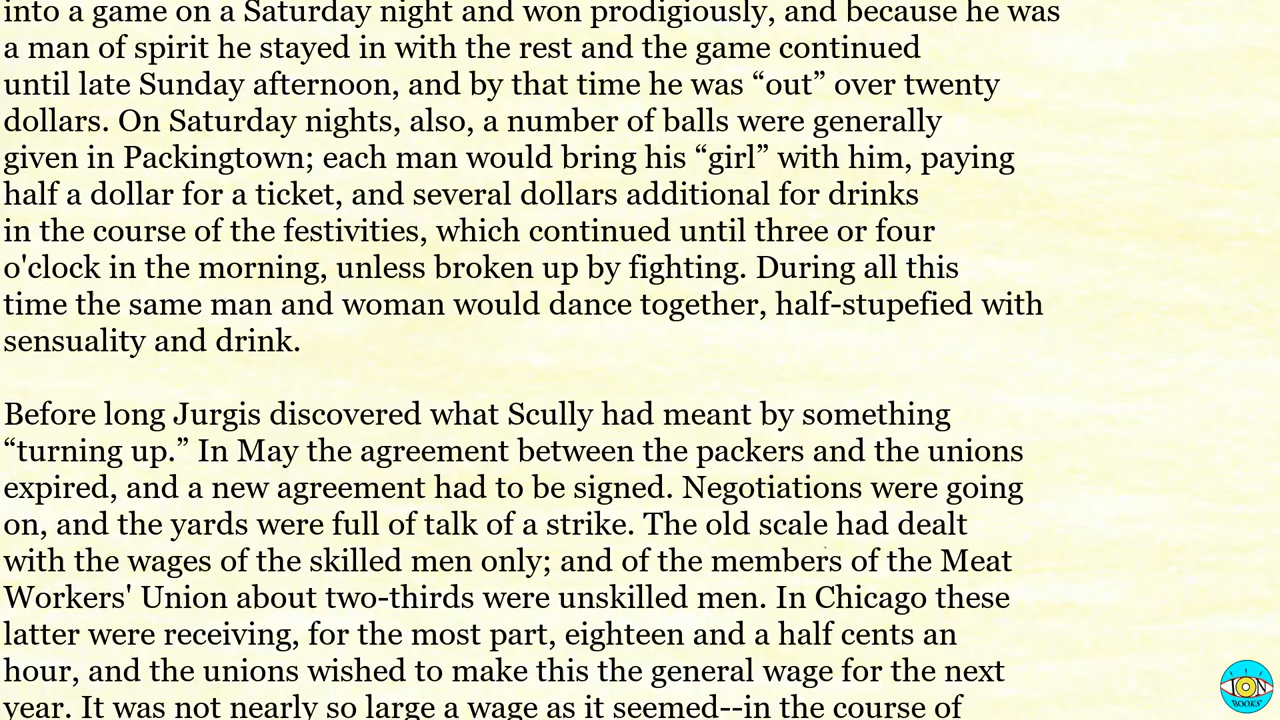 into a game on a Saturday night and won prodigiously, and because he was
a man of spirit he stayed in with the rest and the game continued
until late Sunday afternoon, and by that time he was “out” over twenty
dollars. On Saturday nights, also, a number of balls were generally
given in Packingtown; each man would bring his “girl” with him, paying
half a dollar for a ticket, and several dollars additional for drinks
in the course of the festivities, which continued until three or four
o'clock in the morning, unless broken up by fighting. During all this
time the same man and woman would dance together, half-stupefied with
sensuality and drink.

Before long Jurgis discovered what Scully had meant by something
“turning up.” In May the agreement between the packers and the unions
expired, and a new agreement had to be signed. Negotiations were going
on, and the yards were full of talk of a strike. The old scale had dealt
with the wages of the skilled men only; and of the members of the Meat
Workers' Union about two-thirds were unskilled men. In Chicago these
latter were receiving, for the most part, eighteen and a half cents an
hour, and the unions wished to make this the general wage for the next
year. It was not nearly so large a wage as it seemed--in the course of
ION
BOOKS